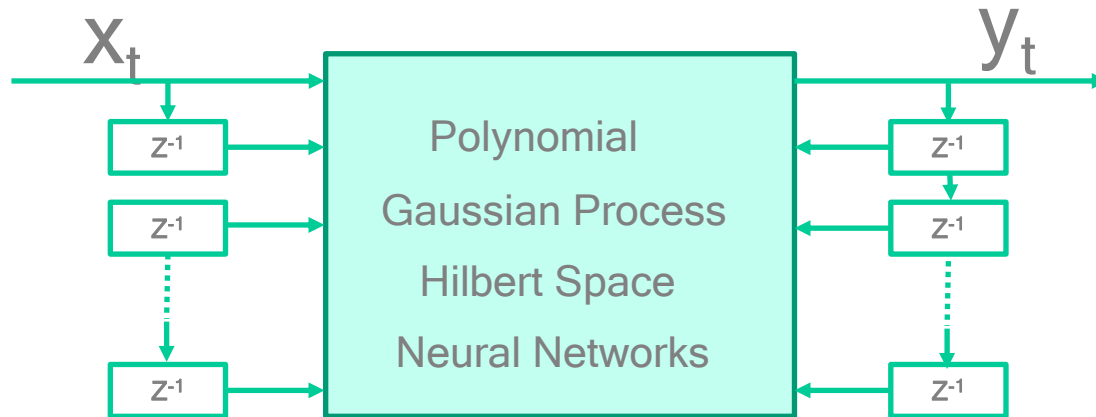 xₜ
yₜ
z⁻¹
z⁻¹
Polynomial
Gaussian Process
z⁻¹
z⁻¹
Hilbert Space
Neural Networks
z⁻¹
z⁻¹